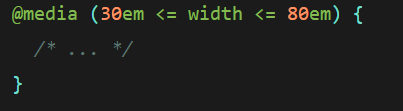 @media (30em <= width <= 80em) {
/* ... */
}